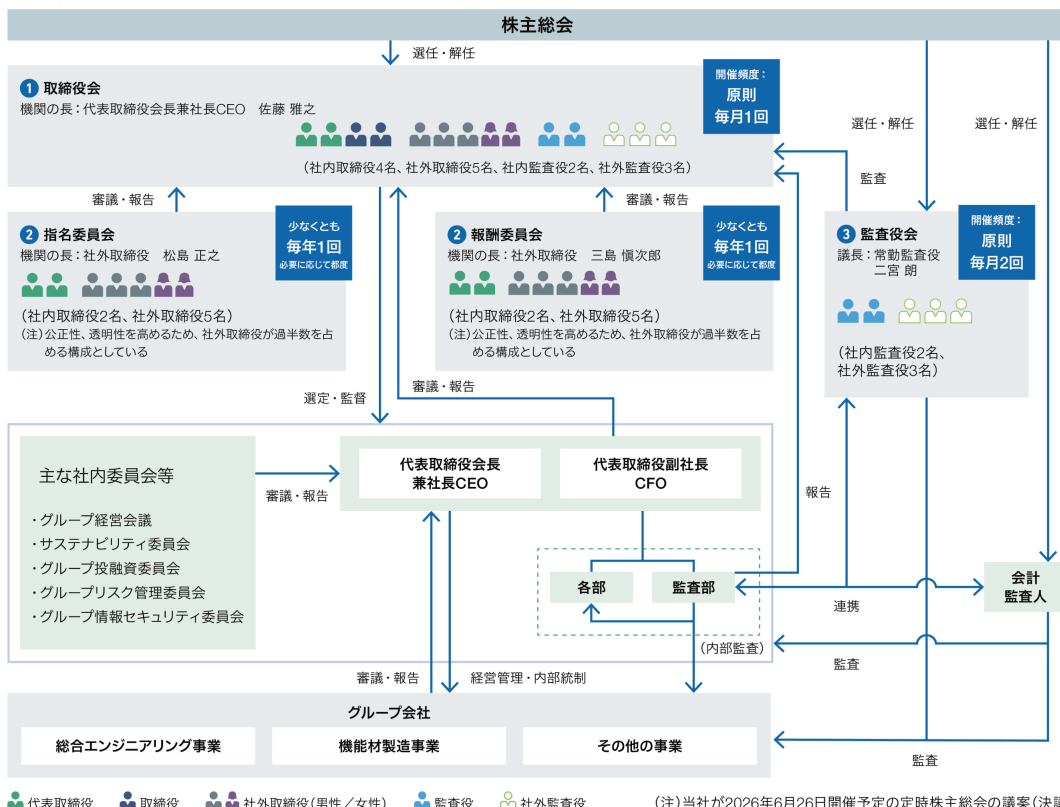 株主総会
選任・解任
選任・解任
選任・解任
1 取締役会
機関の長：代表取締役会長兼社長CEO　佐藤 雅之
開催頻度：
原則
毎月1回
（社内取締役4名、社外取締役5名、社内監査役2名、社外監査役3名）
審議・報告
審議・報告
監査
2 指名委員会
機関の長：社外取締役　松島 正之
少なくとも
毎年1回
必要に応じて都度
（社内取締役2名、社外取締役5名）
（注）公正性、透明性を高めるため、社外取締役が過半数を占
める構成としている
2 報酬委員会
機関の長：社外取締役　三島 愼次郎
少なくとも
毎年1回
必要に応じて都度
（社内取締役2名、社外取締役5名）
（注）公正性、透明性を高めるため、社外取締役が過半数を占
める構成としている
3 監査役会
議長：常勤監査役
二宮 朗
開催頻度：
原則
毎月2回
（社内監査役2名、
社外監査役3名）
選定・監督
審議・報告
主な社内委員会等
・グループ経営会議
・サステナビリティ委員会
・グループ投融資委員会
・グループリスク管理委員会
・グループ情報セキュリティ委員会
審議・報告
代表取締役会長
兼社長CEO
代表取締役副社長
CFO
報告
各部
監査部
（内部監査）
連携
会計
監査人
監査
審議・報告
経営管理・内部統制
グループ会社
総合エンジニアリング事業
機能材製造事業
その他の事業
監査
代表取締役
取締役
社外取締役（男性／女性）
監査役
社外監査役
（注）当社が2026年6月26日開催予定の定時株主総会の議案（決議